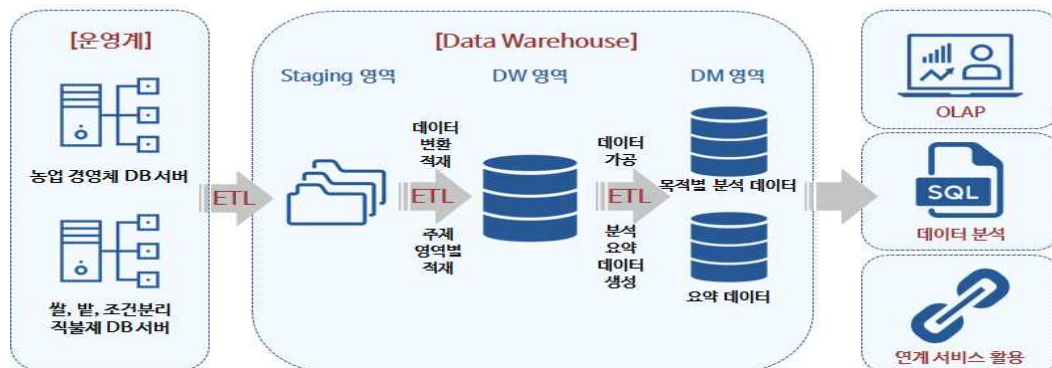 [운영계]
농업 경영체 DB 서버
쌀, 밭, 조건분리
직불제 DB 서버
ETL
[Data Warehouse]
Staging 영역
데이터
변환
적재
ETL
주제
영역별
적재
DW 영역
데이터
가공
ETL
분석
요약
데이터
생성
DM 영역
목적별 분석 데이터
요약 데이터
OLAP
SQL
데이터 분석
연계 서비스 활용